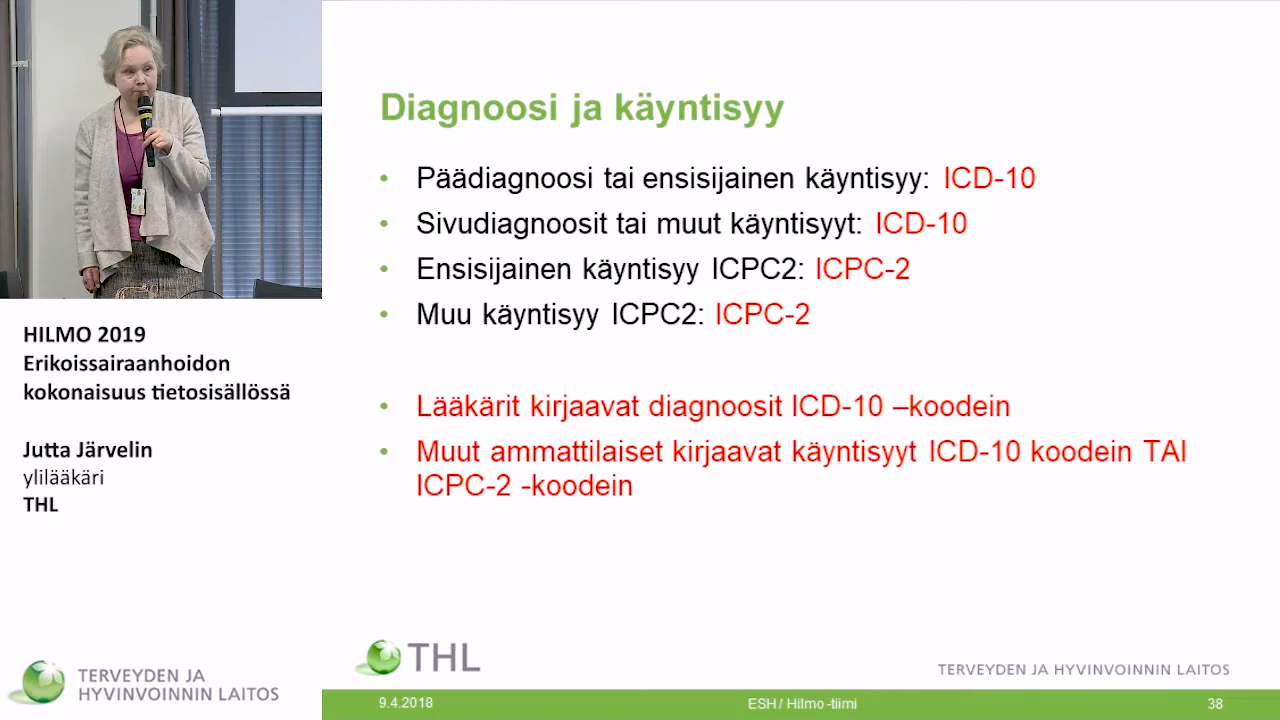 HILMO 2019
Erikoissairaanhoidon
kokonaisuus tietosisällössä
Jutta Järvelin
ylilääkäri
THL
TERVEYDEN JA
HYVINVOINNIN LAITOS
Diagnoosi ja käyntisyy
• Päädiagnoosi tai ensisijainen käyntisyy: ICD-10
• Sivudiagnoosit tai muut käyntisyyt: ICD-10
• Ensisijainen käyntisyy ICPC2: ICPC-2
• Muu käyntisyy ICPC2: ICPC-2
• Lääkärit kirjaavat diagnoosit ICD-10 –koodein
• Muut ammattilaiset kirjaavat käyntisyyt ICD-10 koodein TAI
ICPC-2 -koodein
THL
TERVEYDEN JA HYVINVOINNIN LAITOS
9.4.2018
ESH / Hilmo -tiimi
38